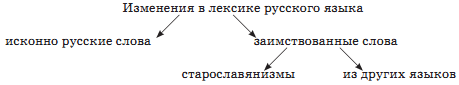 Изменения в лексике русского языка
исконно русские слова заимствованные слова
старославянизмы из других языков